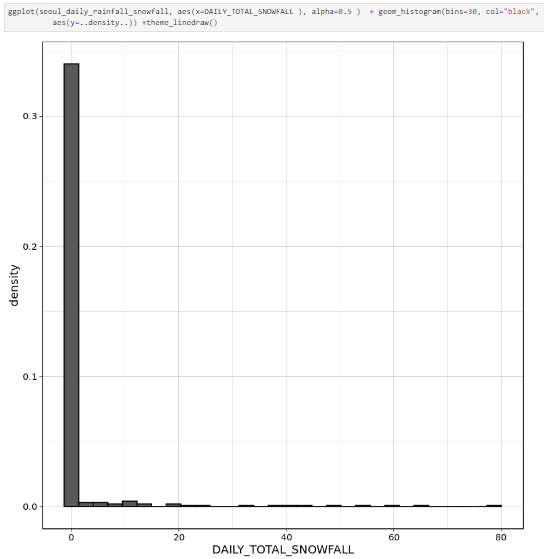 ggplot(seoul_daily_rainfall_snowfall, aes(x=DAILY_TOTAL_SNOWFALL ), alpha=0.5 )  + geom_histogram(bins=30, col="black",
aes(y=..density..)) +theme_linedraw()
0.3
0.2
density
0.1
0.0
0 20 40 60 80
DAILY_TOTAL_SNOWFALL